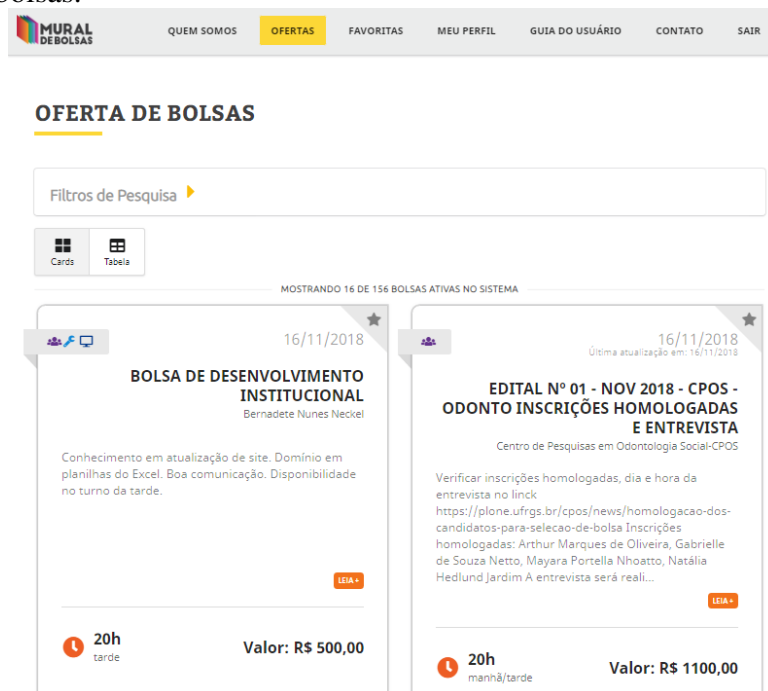 bolsas.
MURAL
DEBOLSAS
QUEM SOMOS
OFERTAS
FAVORITAS
MEU PERFIL
GUIA DO USUÁRIO
CONTATO
SAIR
OFERTA DE BOLSAS
Filtros de Pesquisa
Cards
Tabela
MOSTRANDO 16 DE 156 BOLSAS ATIVAS NO SISTEMA
16/11/2018
BOLSA DE DESENVOLVIMENTO
INSTITUCIONAL
Bernadete Nunes Neckel
Conhecimento em atualização de site. Domínio em
planilhas do Excel. Boa comunicação. Disponibilidade
no turno da tarde.
LEIA+
20h
tarde
Valor: R$ 500,00
16/11/2018
Última atualização em: 16/11/2018
EDITAL Nº 01 - NOV 2018 - CPOS -
ODONTO INSCRIÇÕES HOMOLOGADAS
E ENTREVISTA
Centro de Pesquisas em Odontologia Social-CPOS
Verificar inscrições homologadas, dia e hora da
entrevista no linck
https://plone.ufrgs.br/cpos/news/homologacao-dos-
candidatos-para-selecao-de-bolsa Inscrições
homologadas: Arthur Marques de Oliveira, Gabrielle
de Souza Netto, Mayara Portella Nhoatto, Natália
Hedlund Jardim A entrevista será reali...
LEIA+
20h
manhã/tarde
Valor: R$ 1100,00